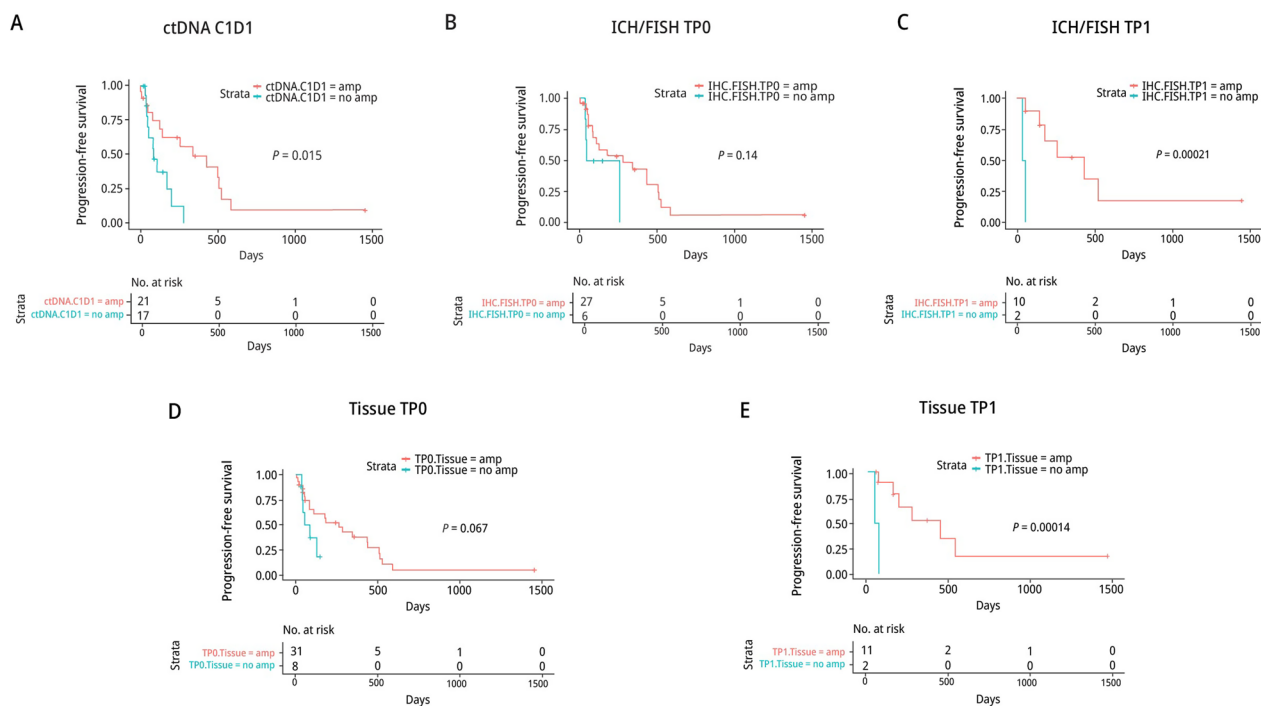 A
ctDNA C1D1
Progression-free survival
1.00
0.75
0.50
0.25
0.00
Strata
ctDNA.C1D1 = amp
ctDNA.C1D1 = no amp
P = 0.015
0 500 1000 1500
Days
No. at risk
Strata
ctDNA.C1D1 = amp 21 5 1 0
ctDNA.C1D1 = no amp 17 0 0 0
0 500 1000 1500
Days
B
ICH/FISH TP0
Progression-free survival
1.00
0.75
0.50
0.25
0.00
Strata
IHC.FISH.TP0 = amp
IHC.FISH.TP0 = no amp
P = 0.14
0 500 1000 1500
Days
No. at risk
Strata
IHC.FISH.TP0 = amp 27 5 1 0
IHC.FISH.TP0 = no amp 6 0 0 0
0 500 1000 1500
Days
C
ICH/FISH TP1
Progression-free survival
1.00
0.75
0.50
0.25
0.00
Strata
IHC.FISH.TP1 = amp
IHC.FISH.TP1 = no amp
P = 0.00021
0 500 1000 1500
Days
No. at risk
Strata
IHC.FISH.TP1 = amp 10 2 1 0
IHC.FISH.TP1 = no amp 2 0 0 0
0 500 1000 1500
Days
D
Tissue TP0
Progression-free survival
1.00
0.75
0.50
0.25
0.00
Strata
TP0.Tissue = amp
TP0.Tissue = no amp
P = 0.067
0 500 1000 1500
Days
No. at risk
Strata
TP0.Tissue = amp 31 5 1 0
TP0.Tissue = no amp 8 0 0 0
0 500 1000 1500
Days
E
Tissue TP1
Progression-free survival
1.00
0.75
0.50
0.25
0.00
Strata
TP1.Tissue = amp
TP1.Tissue = no amp
P = 0.00014
0 500 1000 1500
Days
No. at risk
Strata
TP1.Tissue = amp 11 2 1 0
TP1.Tissue = no amp 2 0 0 0
0 500 1000 1500
Days